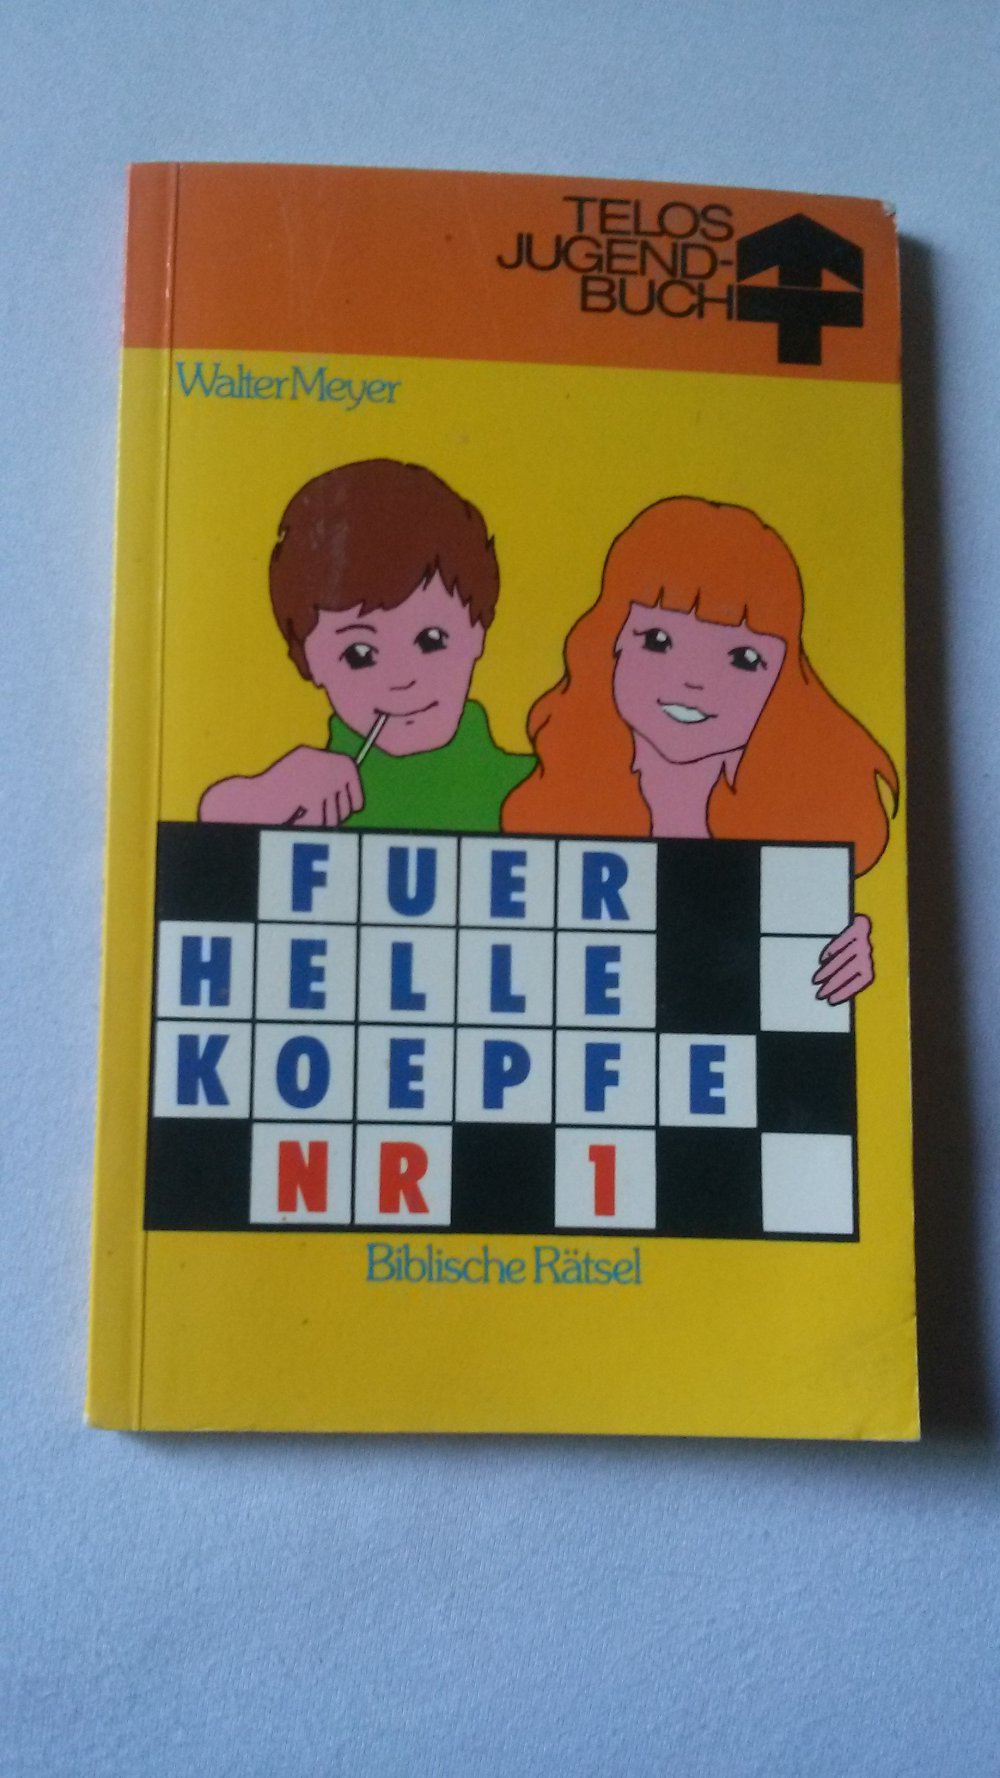 TELOS
JUGEND-
BUCH
Walter Meyer
FUER
HELLE
KOEPFE
NR 1
Biblische Rätsel